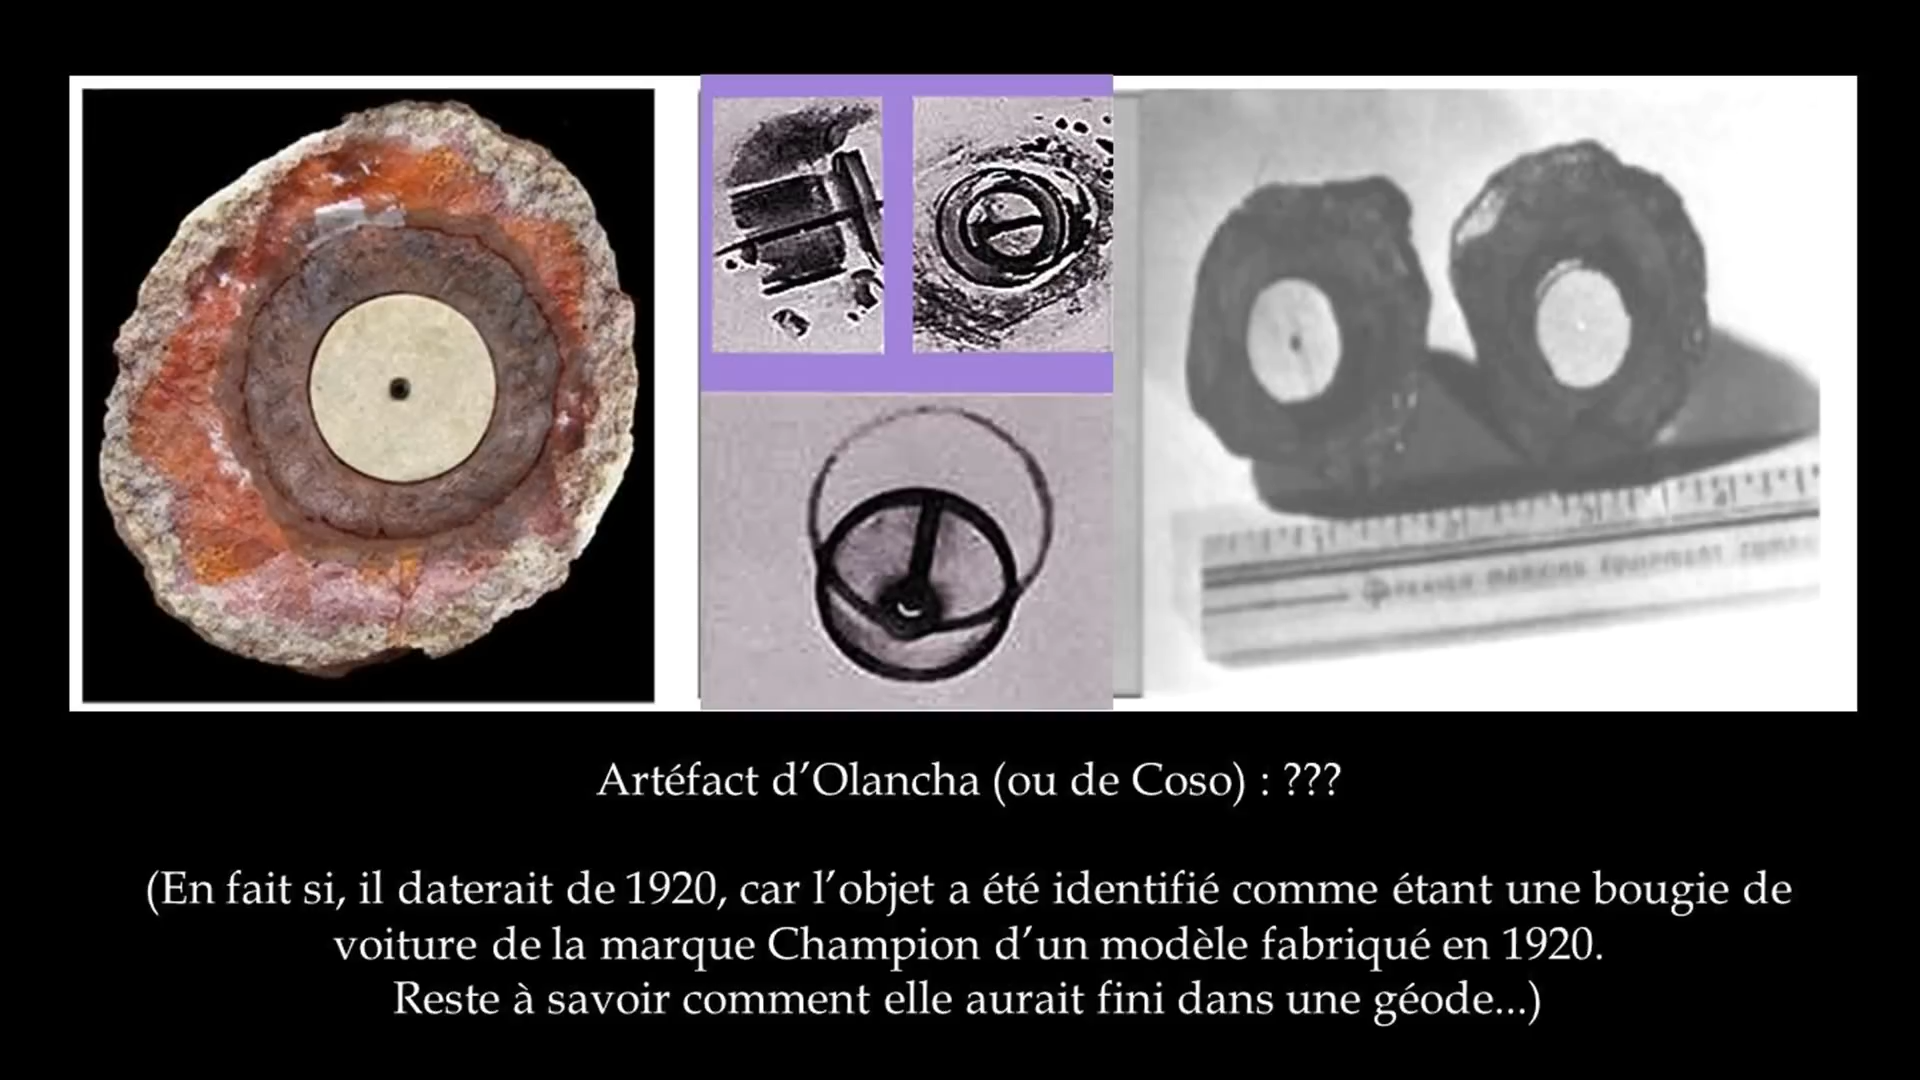 Artéfact d’Olancha (ou de Coso) : ???
(En fait si, il daterait de 1920, car l’objet a été identifié comme étant une bougie de
voiture de la marque Champion d’un modèle fabriqué en 1920.
Reste à savoir comment elle aurait fini dans une géode...)